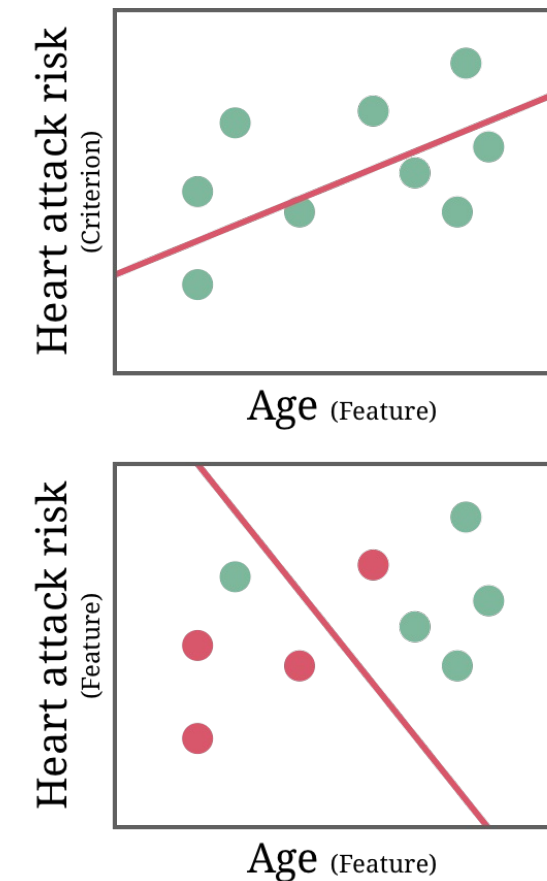 Heart attack risk
(Criterion)
Age (Feature)
Heart attack risk
(Feature)
Age (Feature)